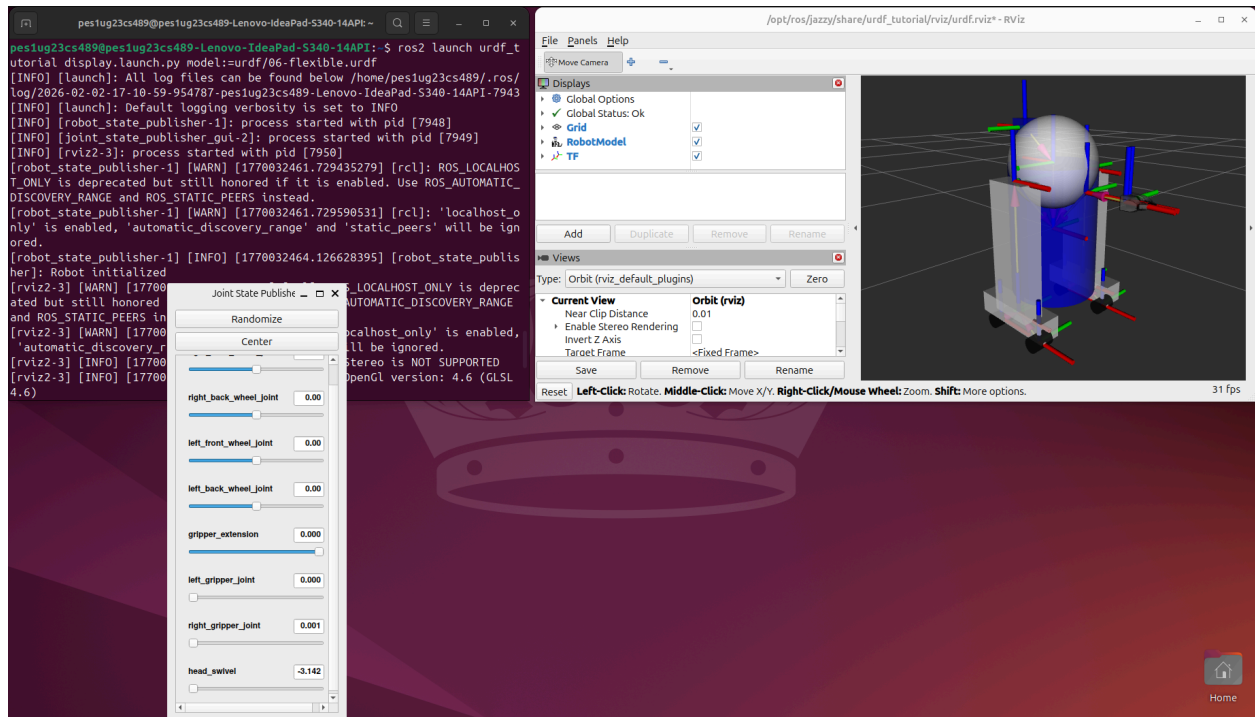 pes1ug23cs489@pes1ug23cs489-Lenovo-IdeaPad-S340-14API: ~
pes1ug23cs489@pes1ug23cs489-Lenovo-IdeaPad-S340-14API:~$ ros2 launch urdf_t
utorial display.launch.py model:=urdf/06-flexible.urdf
[INFO] [launch]: All log files can be found below /home/pes1ug23cs489/.ros/
log/2026-02-02-17-10-59-954787-pes1ug23cs489-Lenovo-IdeaPad-S340-14API-7943
[INFO] [launch]: Default logging verbosity is set to INFO
[INFO] [robot_state_publisher-1]: process started with pid [7948]
[INFO] [joint_state_publisher_gui-2]: process started with pid [7949]
[INFO] [rviz2-3]: process started with pid [7950]
[robot_state_publisher-1] [WARN] [1770032461.729435279] [rcl]: ROS_LOCALHOS
T_ONLY is deprecated but still honored if it is enabled. Use ROS_AUTOMATIC_
DISCOVERY_RANGE and ROS_STATIC_PEERS instead.
[robot_state_publisher-1] [WARN] [1770032461.729590531] [rcl]: 'localhost_o
nly' is enabled, 'automatic_discovery_range' and 'static_peers' will be ign
ored.
[robot_state_publisher-1] [INFO] [1770032464.126628395] [robot_state_publis
her]: Robot initialized
[rviz2-3] [WARN] [1770 S_LOCALHOST_ONLY is deprec
ated but still honored AUTOMATIC_DISCOVERY_RANGE
and ROS_STATIC_PEERS in
[rviz2-3] [WARN] [1770 ocalhost_only' is enabled,
'automatic_discovery_r ll be ignored.
[rviz2-3] [INFO] [1770 Stereo is NOT SUPPORTED
[rviz2-3] [INFO] [1770 OpenGl version: 4.6 (GLSL
4.6)
Joint State Publishe
Randomize
Center
right_back_wheel_joint 0.00
left_front_wheel_joint 0.00
left_back_wheel_joint 0.00
gripper_extension 0.000
left_gripper_joint 0.000
right_gripper_joint 0.001
head_swivel -3.142
/opt/ros/jazzy/share/urdf_tutorial/rviz/urdf.rviz* - RViz
File Panels Help
Move Camera
Displays
Global Options
Global Status: Ok
Grid
RobotModel
TF
Add Duplicate Remove Rename
Views
Type: Orbit (rviz_default_plugins) Zero
Current View Orbit (rviz)
Near Clip Distance 0.01
Enable Stereo Rendering
Invert Z Axis
Target Frame <Fixed Frame>
Save Remove Rename
Reset Left-Click: Rotate. Middle-Click: Move X/Y. Right-Click/Mouse Wheel: Zoom. Shift: More options. 31 fps
Home